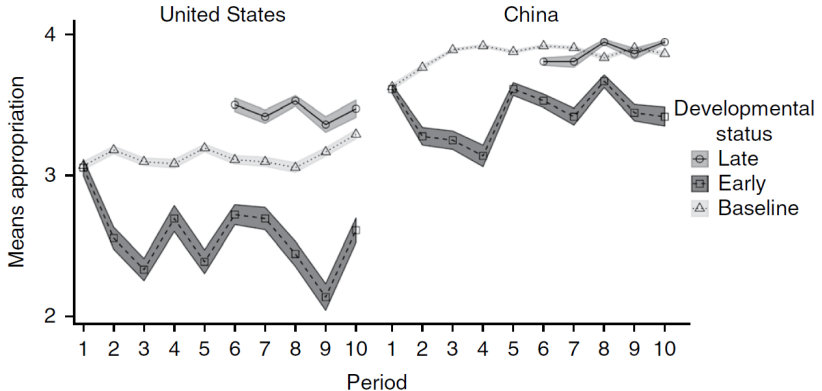 United States China
4
3
2
Means appropriation
1 2 3 4 5 6 7 8 9 10 1 2 3 4 5 6 7 8 9 10
Period
Developmental
status
Late
Early
Baseline